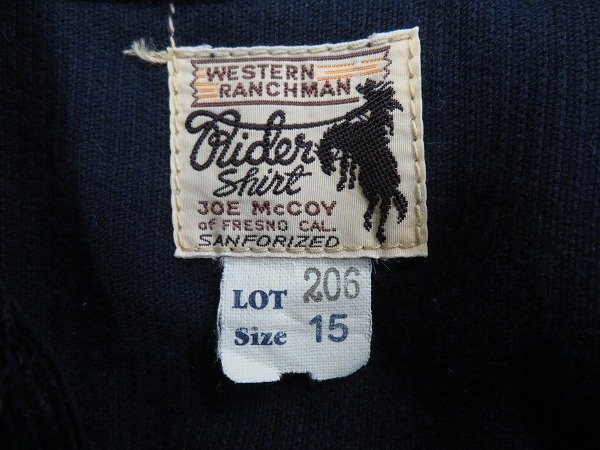 WESTERN
RANCHMAN
Rider
Shirt
JOE McCOY
of FRESNO CAL.
SANFORIZED
LOT 206
Size 15